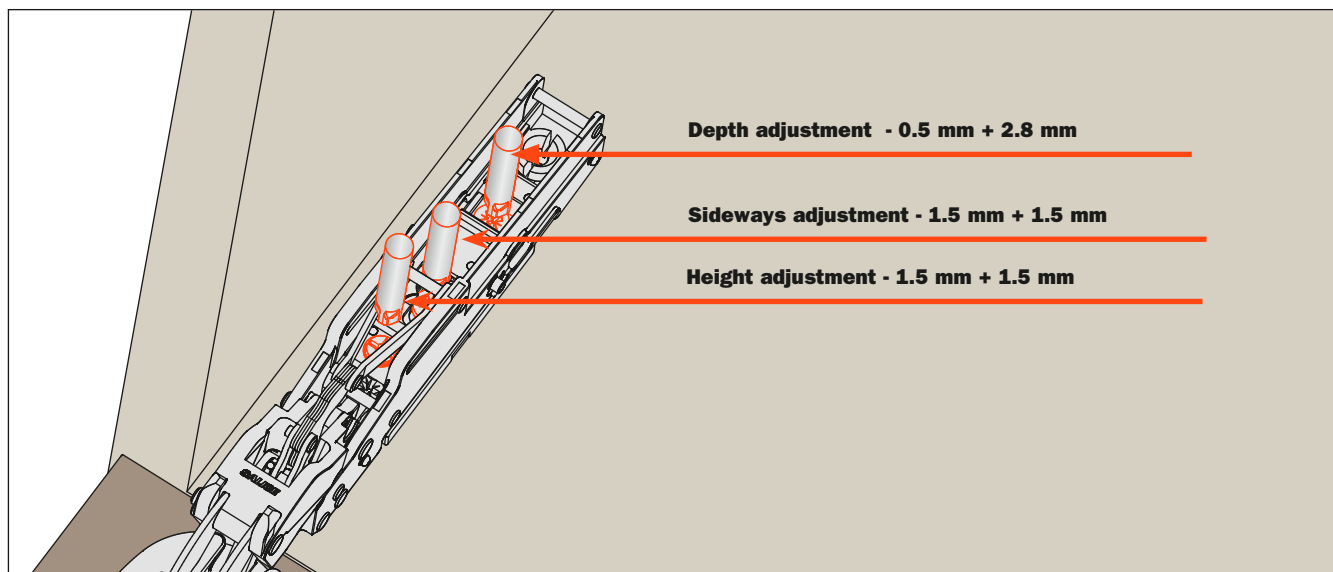 Depth adjustment - 0.5 mm + 2.8 mm
Sideways adjustment - 1.5 mm + 1.5 mm
Height adjustment - 1.5 mm + 1.5 mm
SALICE